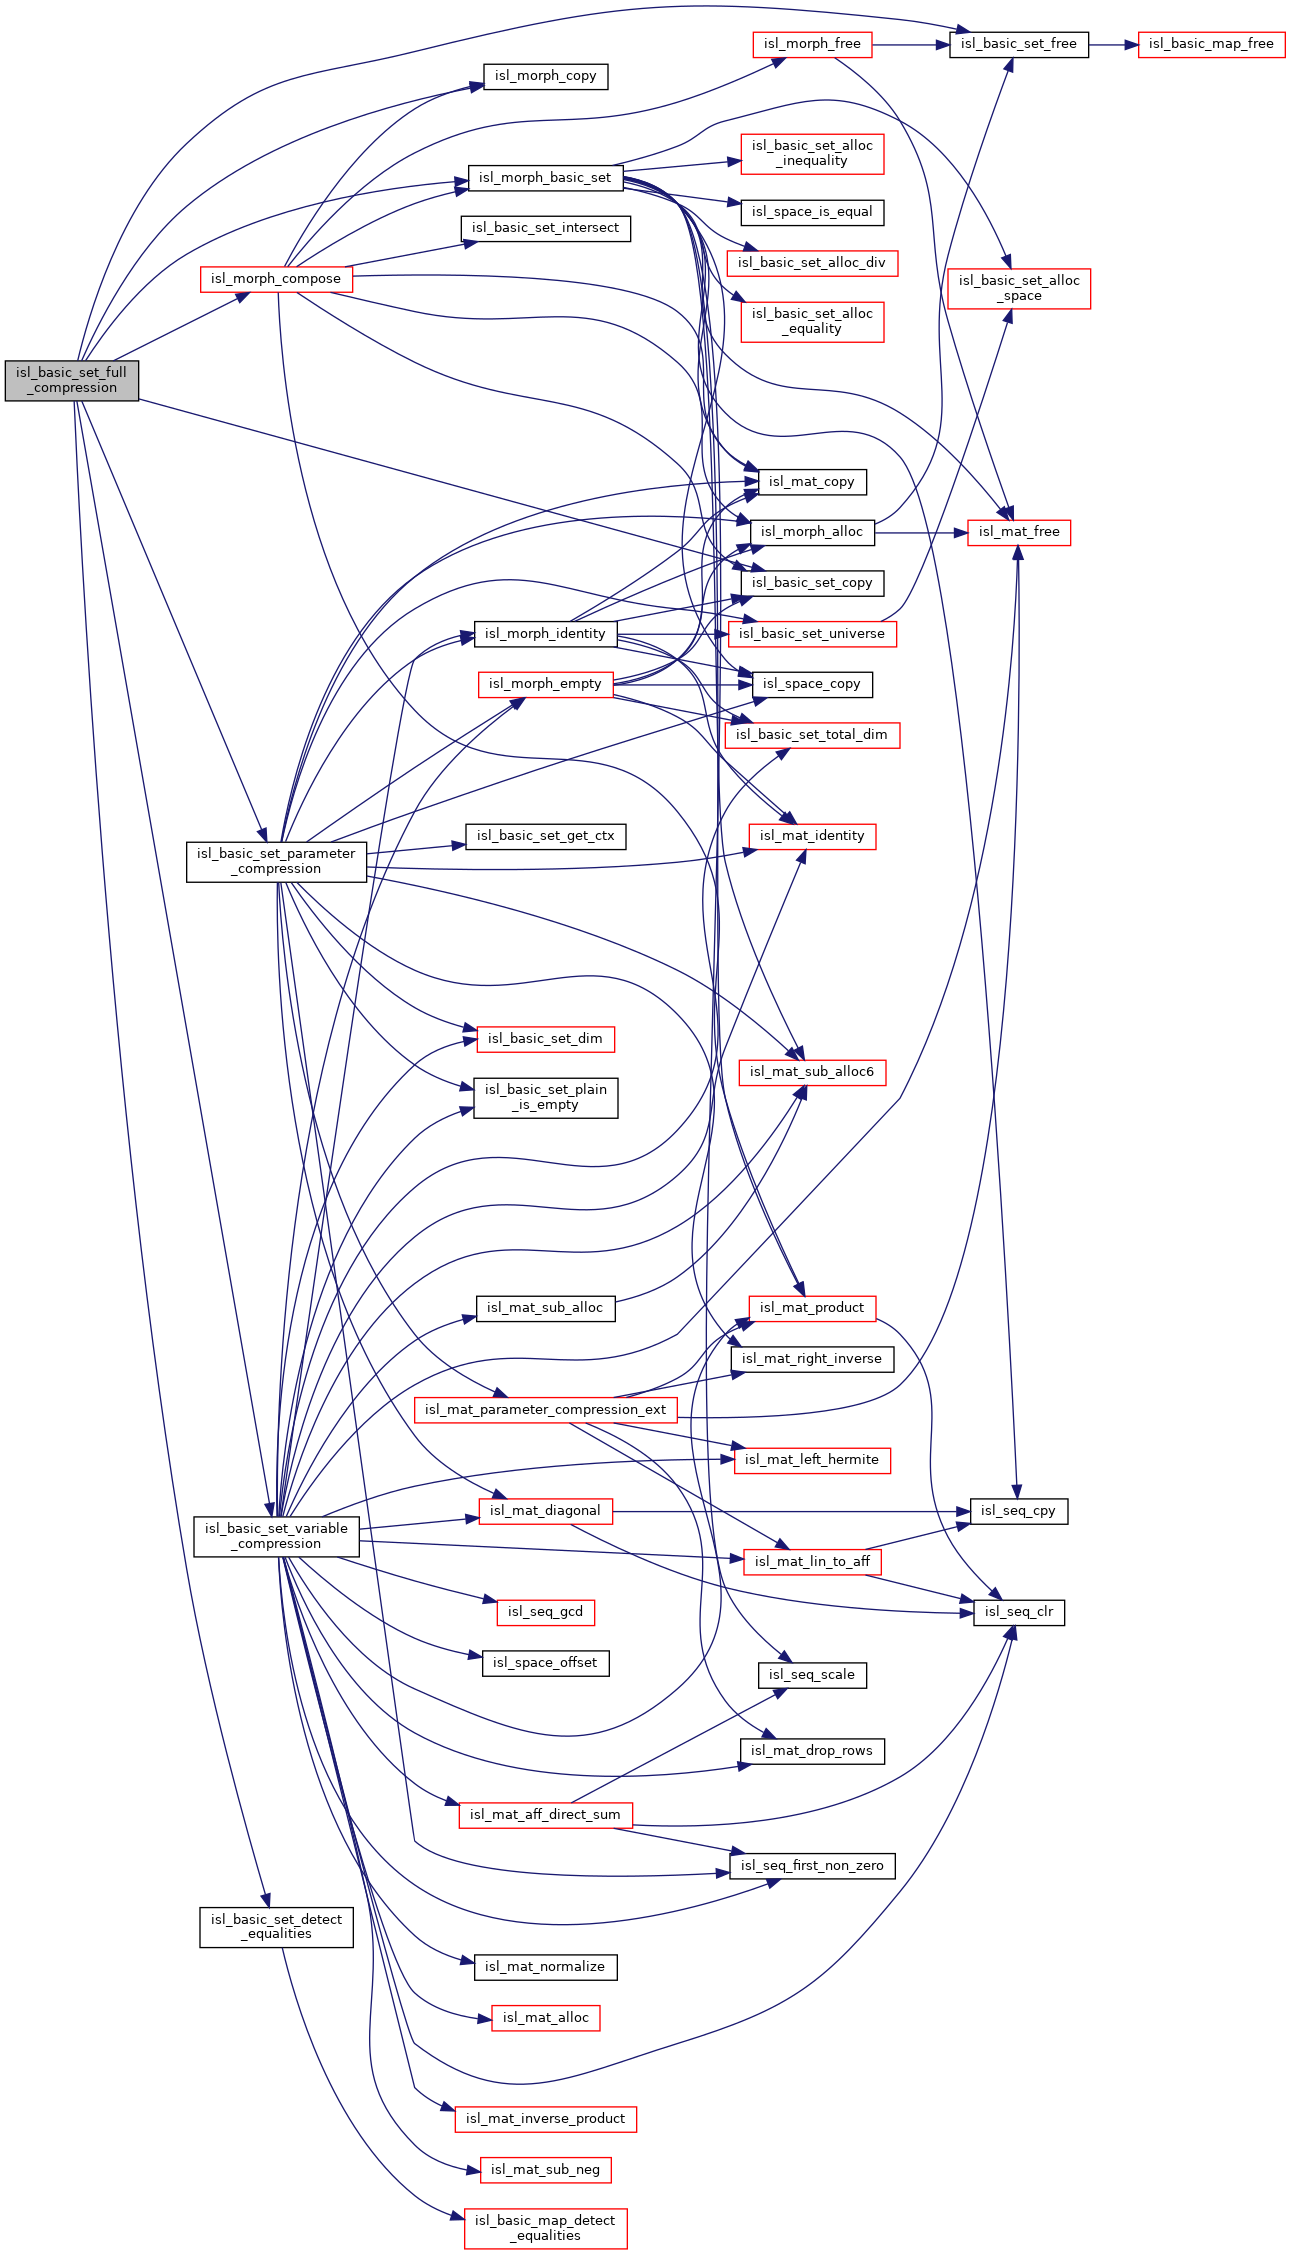 isl_morph_free
isl_basic_set_free
isl_basic_map_free
isl_morph_copy
isl_basic_set_alloc
_inequality
isl_morph_basic_set
isl_space_is_equal
isl_basic_set_intersect
isl_basic_set_alloc_div
isl_morph_compose
isl_basic_set_alloc
_space
isl_basic_set_alloc
_equality
isl_basic_set_full
_compression
isl_mat_copy
isl_morph_alloc
isl_mat_free
isl_basic_set_copy
isl_morph_identity
isl_basic_set_universe
isl_morph_empty
isl_space_copy
isl_basic_set_total_dim
isl_basic_set_get_ctx
isl_mat_identity
isl_basic_set_parameter
_compression
isl_basic_set_dim
isl_mat_sub_alloc6
isl_basic_set_plain
_is_empty
isl_mat_sub_alloc
isl_mat_product
isl_mat_right_inverse
isl_mat_parameter_compression_ext
isl_mat_left_hermite
isl_mat_diagonal
isl_seq_cpy
isl_basic_set_variable
_compression
isl_mat_lin_to_aff
isl_seq_gcd
isl_seq_clr
isl_space_offset
isl_seq_scale
isl_mat_drop_rows
isl_mat_aff_direct_sum
isl_seq_first_non_zero
isl_basic_set_detect
_equalities
isl_mat_normalize
isl_mat_alloc
isl_mat_inverse_product
isl_mat_sub_neg
isl_basic_map_detect
_equalities